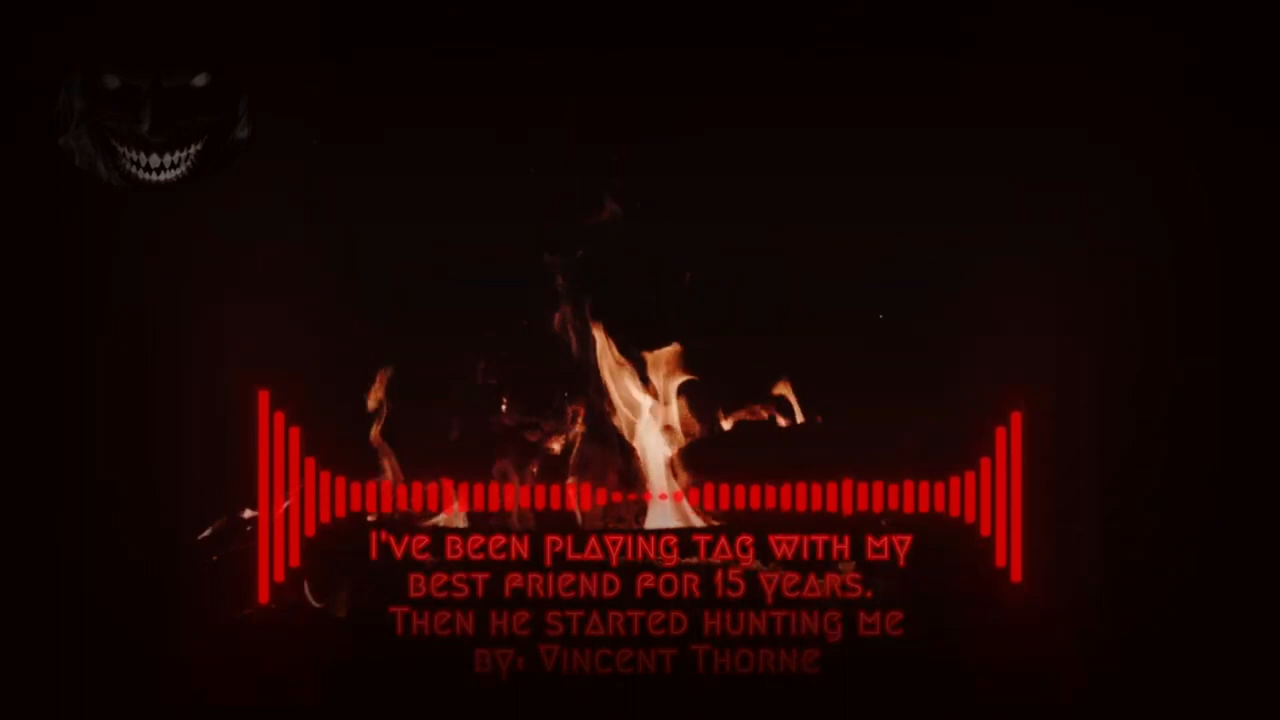 I've been playing tag with my
best friend for 15 years.
Then he started hunting me
by: Vincent Thorne